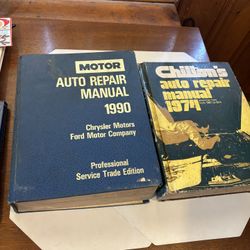 MOTOR
AUTO REPAIR
MANUAL
1990
Chrysler Motors
Ford Motor Company
Professional
Service Trade Edition
Chilton's
auto repair
manual
1974